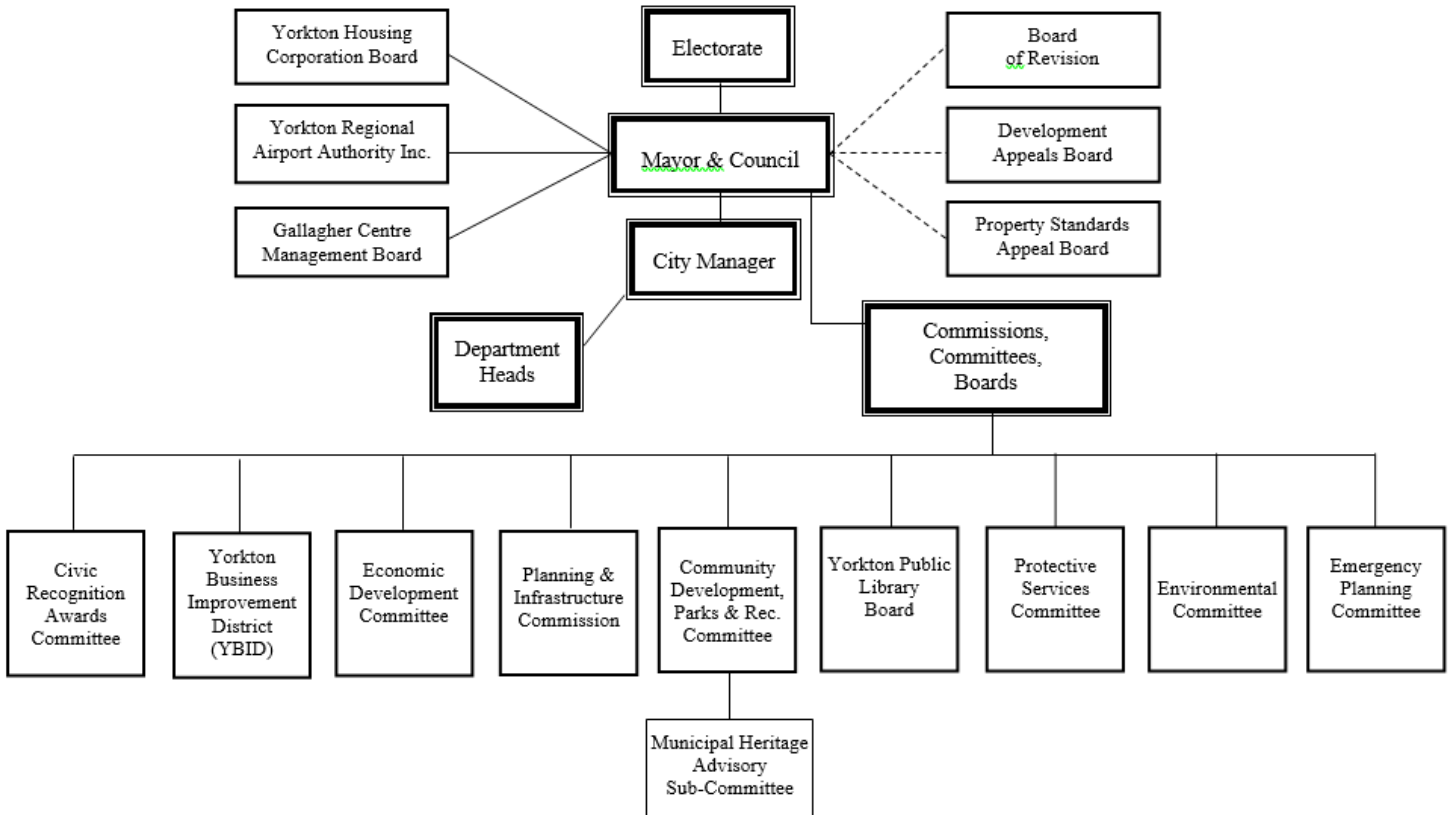 Yorkton Housing
Corporation Board
Electorate
Board
of Revision
Yorkton Regional
Airport Authority Inc.
Mayor & Council
Development
Appeals Board
Gallagher Centre
Management Board
City Manager
Property Standards
Appeal Board
Department
Heads
Commissions,
Committees,
Boards
Civic
Recognition
Awards
Committee
Yorkton
Business
Improvement
District
(YBID)
Economic
Development
Committee
Planning &
Infrastructure
Commission
Community
Development,
Parks & Rec.
Committee
Yorkton Public
Library
Board
Protective
Services
Committee
Environmental
Committee
Emergency
Planning
Committee
Municipal Heritage
Advisory
Sub-Committee